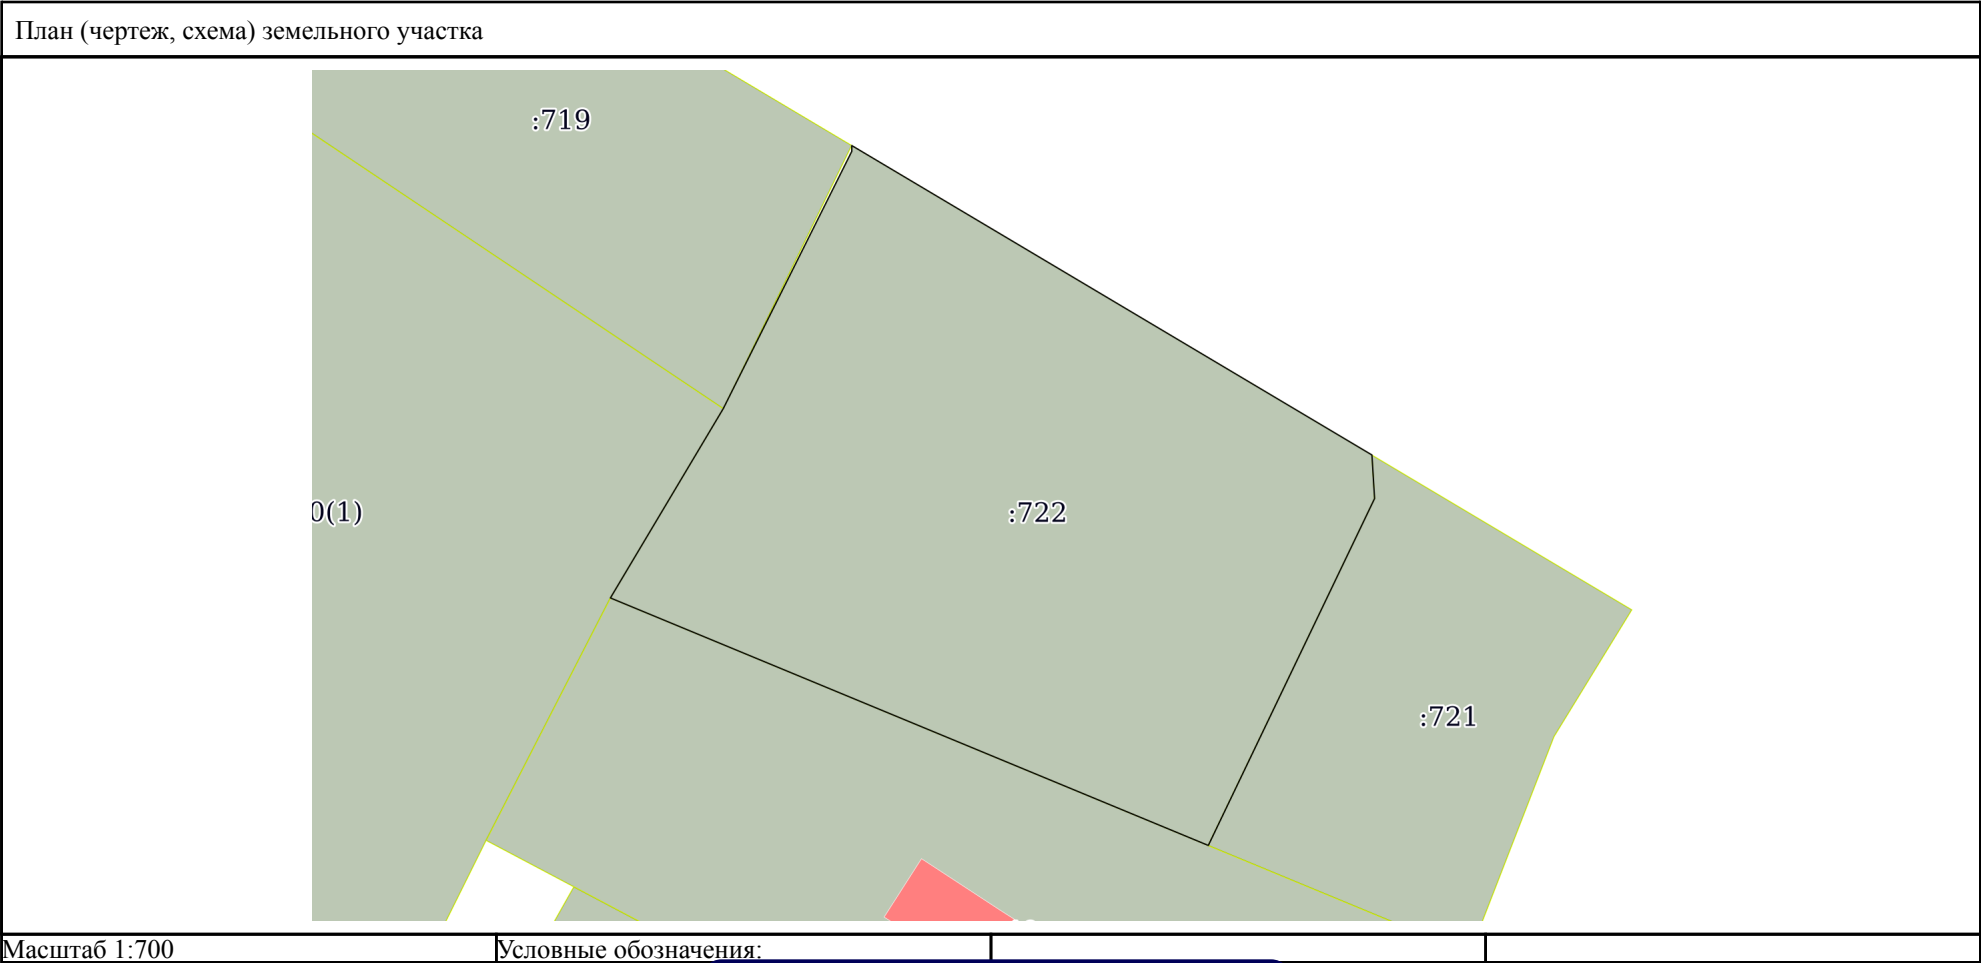 План (чертеж, схема) земельного участка
:719
0(1)
:722
:721
Масштаб 1:700
Условные обозначения: